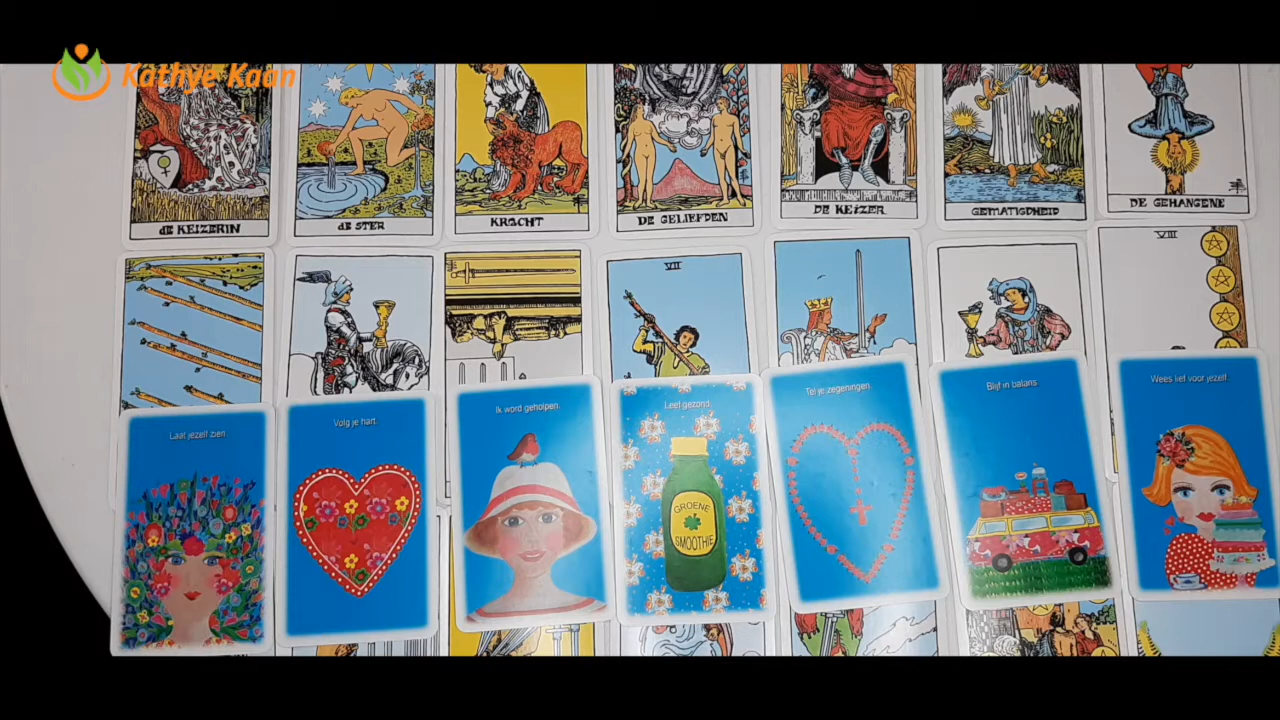 Kathye Kaan
de KEIZERIN
de STER
KRACHT
DE GELIEFDEN
DE KEIZER
GEMATIGDHEID
DE GEHANGENE
VII
VIII
Laat jezelf zien.
Volg je hart.
Ik word geholpen.
Leef gezond.
Tel je zegeningen.
Blijf in balans.
Wees lief voor jezelf.
GROENE
SMOOTHIE